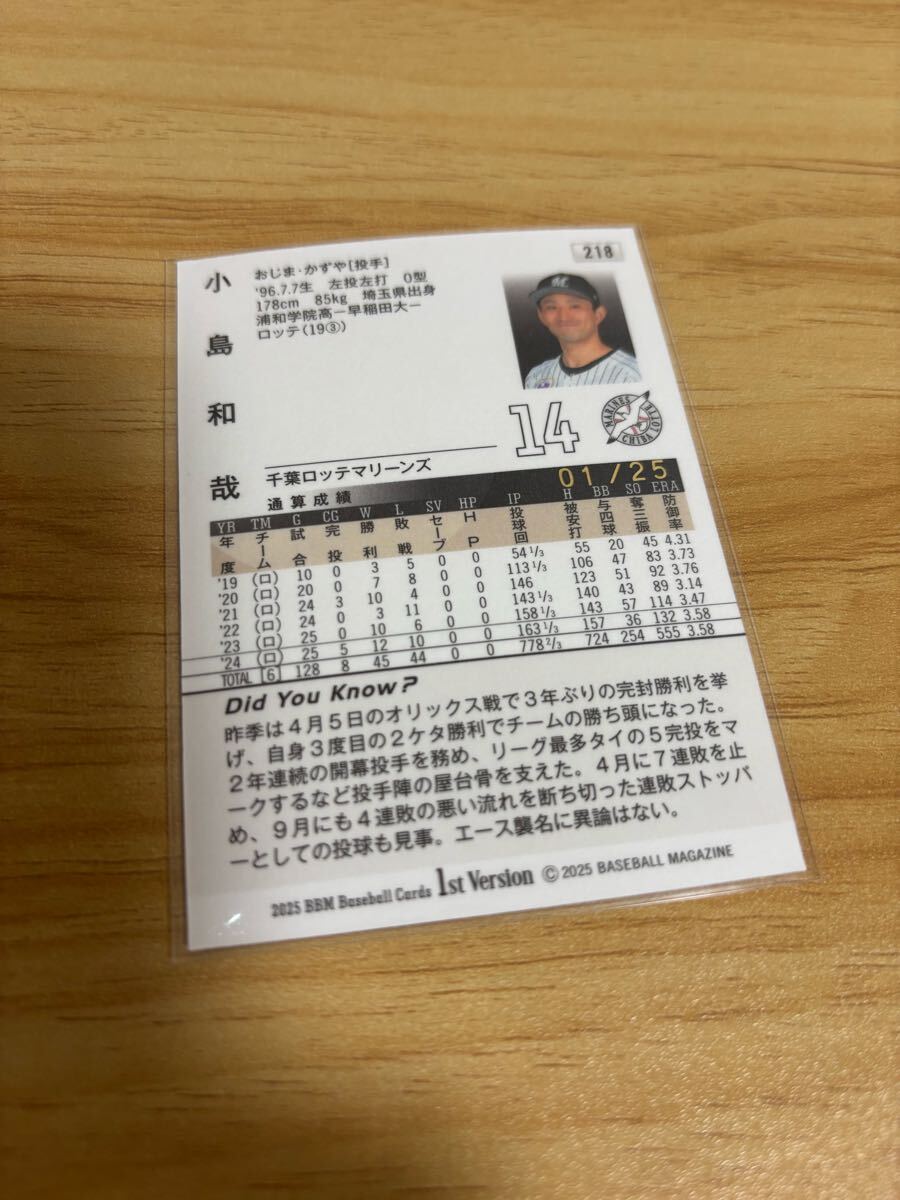 218
小島和哉
おじま・かずや[投手]
'96.7.7生 左投左打 O型
178cm 85kg 埼玉県出身
浦和学院高ー早稲田大ー
ロッテ(19③)
M
14
MARINES
CHIBA LOTTE
千葉ロッテマリーンズ
01/25
通算成績
YR TM G CG W L SV HP IP H BB SO ERA
年度 チーム 試合 完投 勝利 敗戦 セーブ HP 投球回 被安打 与四球 奪三振 防御率
'19 (ロ) 10 0 3 5 0 0 54 1/3 55 20 45 4.31
'20 (ロ) 20 0 7 8 0 0 113 1/3 106 47 83 3.73
'21 (ロ) 24 3 10 4 0 0 146 123 51 92 3.76
'22 (ロ) 24 0 3 11 0 0 143 1/3 140 43 89 3.14
'23 (ロ) 25 0 10 6 0 0 158 1/3 143 57 114 3.47
'24 (ロ) 25 5 12 10 0 0 163 1/3 157 36 132 3.58
TOTAL [6] 128 8 45 44 0 0 778 2/3 724 254 555 3.58
Did You Know?
昨季は4月5日のオリックス戦で3年ぶりの完封勝利を挙
げ、自身3度目の2ケタ勝利でチームの勝ち頭になった。
2年連続の開幕投手を務め、リーグ最多タイの5完投をマ
ークするなど投手陣の屋台骨を支えた。4月に7連敗を止
め、9月にも4連敗の悪い流れを断ち切った連敗ストッパ
ーとしての投球も見事。エース襲名に異論はない。
2025 BBM Baseball Cards 1st Version © 2025 BASEBALL MAGAZINE